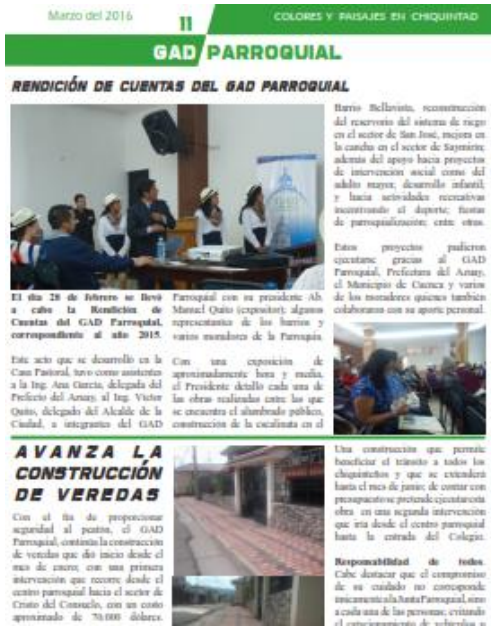 Marzo del 2016
11
COLORES Y PAISAJES EN CHIQUINTAD
GAD PARROQUIAL
RENDICIÓN DE CUENTAS DEL GAD PARROQUIAL
El día 28 de febrero se llevó
a cabo la Rendición de
Cuentas del GAD Parroquial,
correspondiente al año 2015.
Este acto que se desarrolló en la
Casa Pastoral, tuvo como asistentes
a la Ing. Ana García, delegada del
Prefecto del Azuay, al Ing. Víctor
Quito, delegado del Alcalde de la
Ciudad, a integrantes del GAD
Parroquial con su presidente Ab.
Manuel Quito (expositor); algunos
representantes de los barrios y
varios moradores de la Parroquia.
Con una exposición de
aproximadamente hora y media,
el Presidente detalló cada una de
las obras realizadas entre las que
se encuentra el alumbrado público,
construcción de la escalinata en el
Barrio Bellavista, reconstrucción
del reservorio del sistema de riego
en el sector de San José, mejora en
la cancha en el sector de Saymirín;
además del apoyo hacia proyectos
de intervención social como del
adulto mayor, desarrollo infantil;
y hacia actividades recreativas
incentivando el deporte; fiestas
de parroquialización; entre otras.
Estos proyectos pudieron
ejecutarse gracias al GAD
Parroquial, Prefectura del Azuay,
el Municipio de Cuenca y varios
de los moradores quienes también
colaboraron con su aporte personal.
AVANZA LA
CONSTRUCCIÓN
DE VEREDAS
Con el fin de proporcionar
seguridad al peatón, el GAD
Parroquial, continúa la construcción
de veredas que dió inicio desde el
mes de enero; con una primera
intervención que recorre desde el
centro parroquial hacia el sector de
Cristo del Consuelo, con un costo
aproximado de 70.000 dólares.
Una construcción que permite
beneficiar el tránsito a todos los
chiquinteños y que se extenderá
hasta el mes de junio; de contar con
presupuesto se pretende ejecutar esta
obra en una segunda intervención
que iría desde el centro parroquial
hasta la entrada del Colegio.
Responsabilidad de todos
Cabe destacar que el compromiso
de su cuidado no corresponde
únicamente a la Junta Parroquial, sino
a cada una de las personas; evitando
el estacionamiento de vehículos o